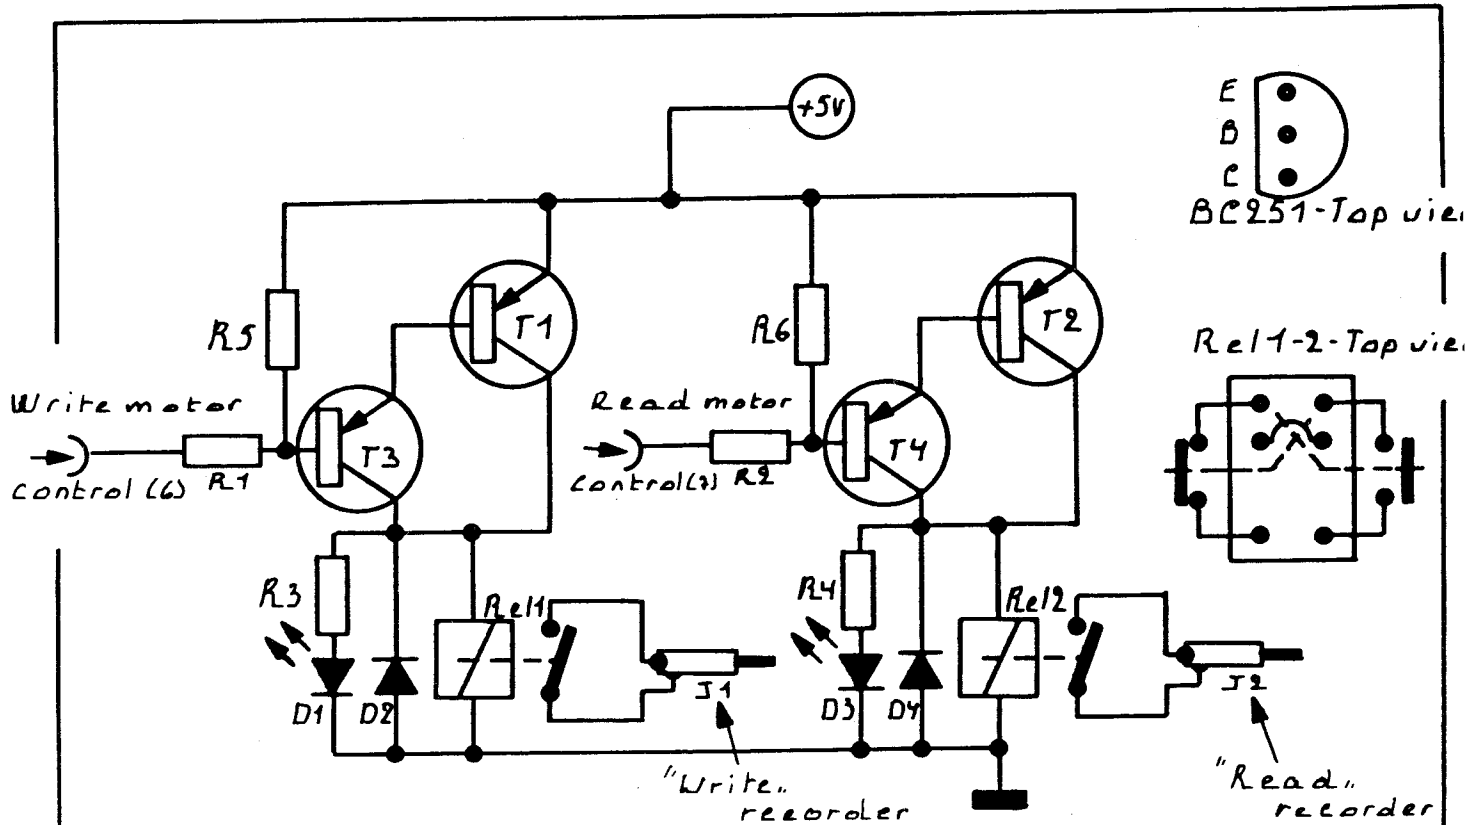 +5V
E
B
C
BC251-Top vie
R5
T1
R6
T2
Rel1-2-Top vie
Write motor
Control (6)
R1
T3
Read motor
Control (7)
R2
T4
R3
Rel1
D1
D2
J1
R4
Rel2
D3
D4
J2
"Write"
recorder
"Read"
recorder